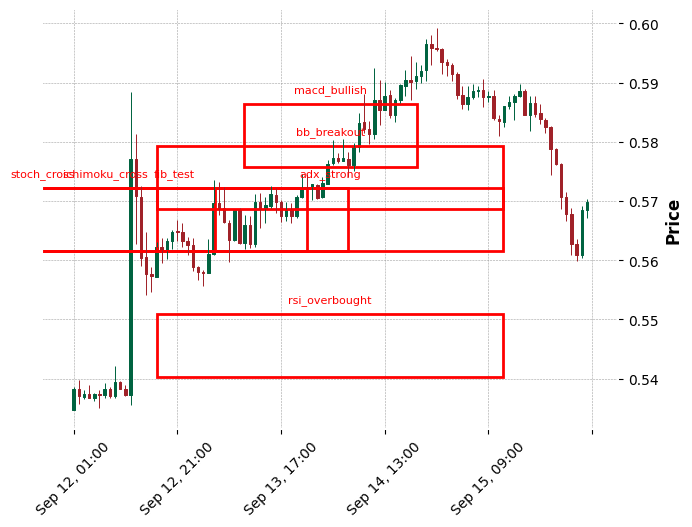 0.60
macd_bullish
0.59
bb_breakout
0.58
stoch_cross
ichimoku_cross
fib_test
adx_strong
0.57
0.56
rsi_overbought
0.55
0.54
Price
Sep 12, 01:00
Sep 12, 21:00
Sep 13, 17:00
Sep 14, 13:00
Sep 15, 09:00